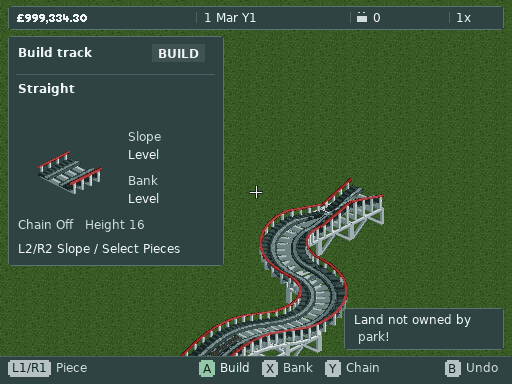 £999,334.30
1 Mar Y1
0
1x
Build track
BUILD
Straight
Slope
Level
Bank
Level
Chain Off Height 16
L2/R2 Slope / Select Pieces
Land not owned by
park!
L1/R1 Piece
A Build
X Bank
Y Chain
B Undo